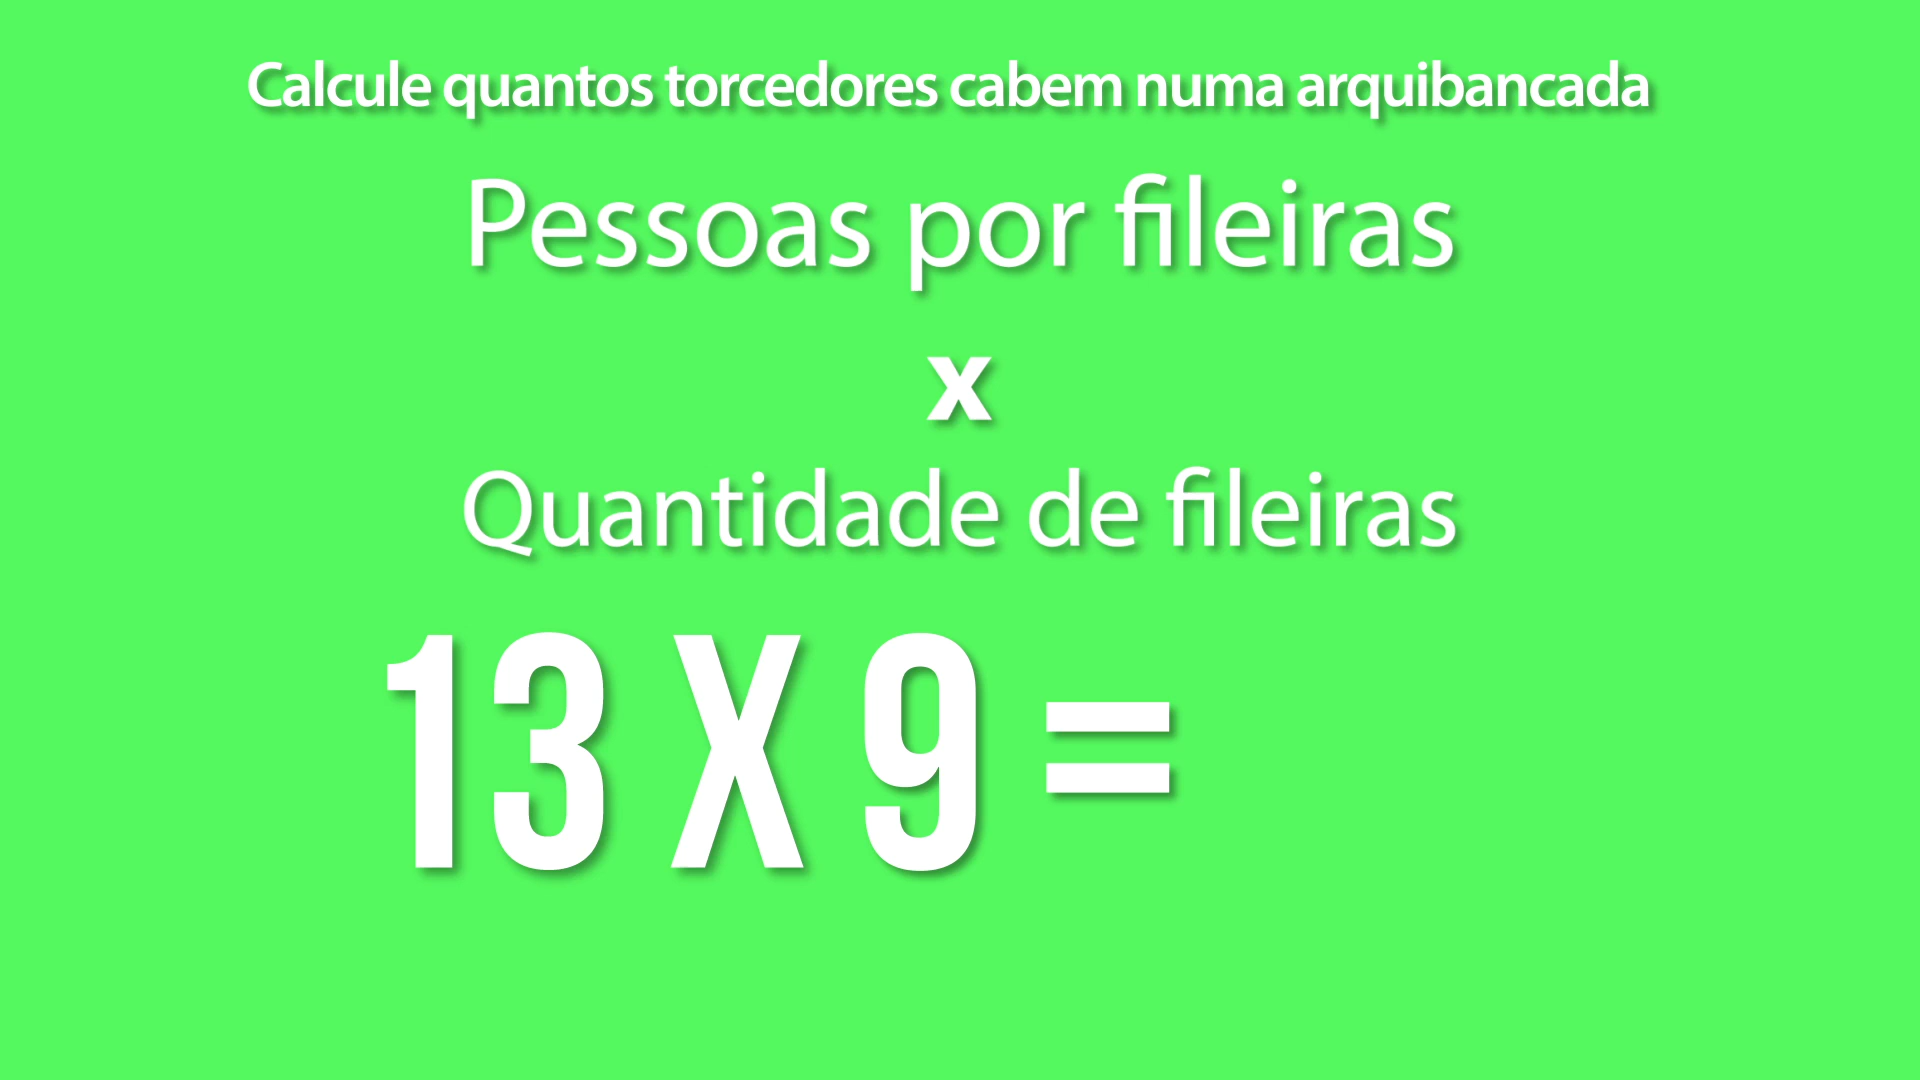 Calcule quantos torcedores cabem numa arquibancada
Pessoas por fileiras
x
Quantidade de fileiras
13 X 9 =